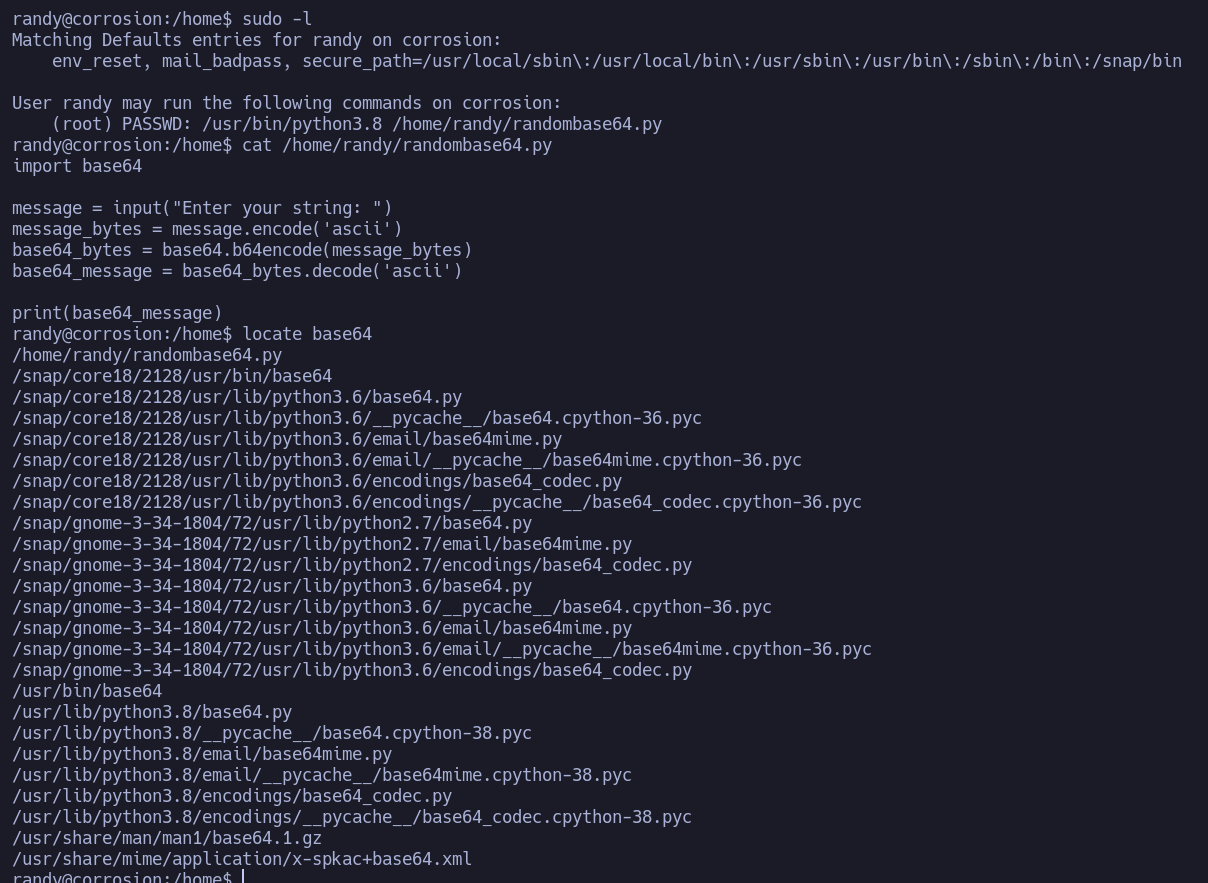 randy@corrosion:/home$ sudo -l
Matching Defaults entries for randy on corrosion:
    env_reset, mail_badpass, secure_path=/usr/local/sbin\:/usr/local/bin\:/usr/sbin\:/usr/bin\:/sbin\:/bin\:/snap/bin

User randy may run the following commands on corrosion:
    (root) PASSWD: /usr/bin/python3.8 /home/randy/randombase64.py
randy@corrosion:/home$ cat /home/randy/randombase64.py
import base64

message = input("Enter your string: ")
message_bytes = message.encode('ascii')
base64_bytes = base64.b64encode(message_bytes)
base64_message = base64_bytes.decode('ascii')

print(base64_message)
randy@corrosion:/home$ locate base64
/home/randy/randombase64.py
/snap/core18/2128/usr/bin/base64
/snap/core18/2128/usr/lib/python3.6/base64.py
/snap/core18/2128/usr/lib/python3.6/__pycache__/base64.cpython-36.pyc
/snap/core18/2128/usr/lib/python3.6/email/base64mime.py
/snap/core18/2128/usr/lib/python3.6/email/__pycache__/base64mime.cpython-36.pyc
/snap/core18/2128/usr/lib/python3.6/encodings/base64_codec.py
/snap/core18/2128/usr/lib/python3.6/encodings/__pycache__/base64_codec.cpython-36.pyc
/snap/gnome-3-34-1804/72/usr/lib/python2.7/base64.py
/snap/gnome-3-34-1804/72/usr/lib/python2.7/email/base64mime.py
/snap/gnome-3-34-1804/72/usr/lib/python2.7/encodings/base64_codec.py
/snap/gnome-3-34-1804/72/usr/lib/python3.6/base64.py
/snap/gnome-3-34-1804/72/usr/lib/python3.6/__pycache__/base64.cpython-36.pyc
/snap/gnome-3-34-1804/72/usr/lib/python3.6/email/base64mime.py
/snap/gnome-3-34-1804/72/usr/lib/python3.6/email/__pycache__/base64mime.cpython-36.pyc
/snap/gnome-3-34-1804/72/usr/lib/python3.6/encodings/base64_codec.py
/usr/bin/base64
/usr/lib/python3.8/base64.py
/usr/lib/python3.8/__pycache__/base64.cpython-38.pyc
/usr/lib/python3.8/email/base64mime.py
/usr/lib/python3.8/email/__pycache__/base64mime.cpython-38.pyc
/usr/lib/python3.8/encodings/base64_codec.py
/usr/lib/python3.8/encodings/__pycache__/base64_codec.cpython-38.pyc
/usr/share/man/man1/base64.1.gz
/usr/share/mime/application/x-spkac+base64.xml
randy@corrosion:/home$